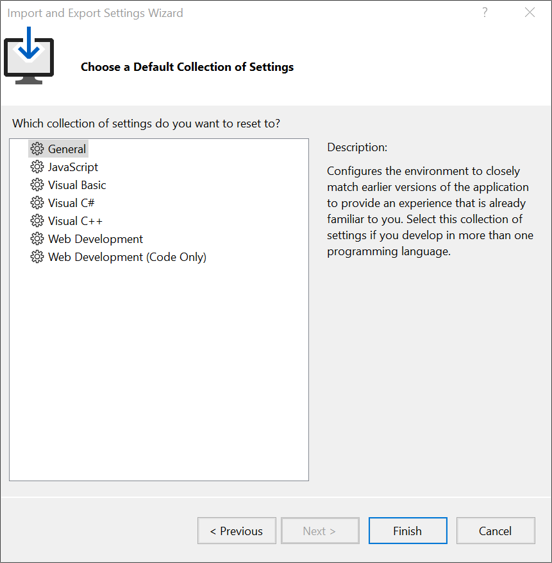 Import and Export Settings Wizard
?
Choose a Default Collection of Settings
Which collection of settings do you want to reset to?
General
JavaScript
Visual Basic
Visual C#
Visual C++
Web Development
Web Development (Code Only)
Description:
Configures the environment to closely
match earlier versions of the application
to provide an experience that is already
familiar to you. Select this collection of
settings if you develop in more than one
programming language.
< Previous
Next >
Finish
Cancel